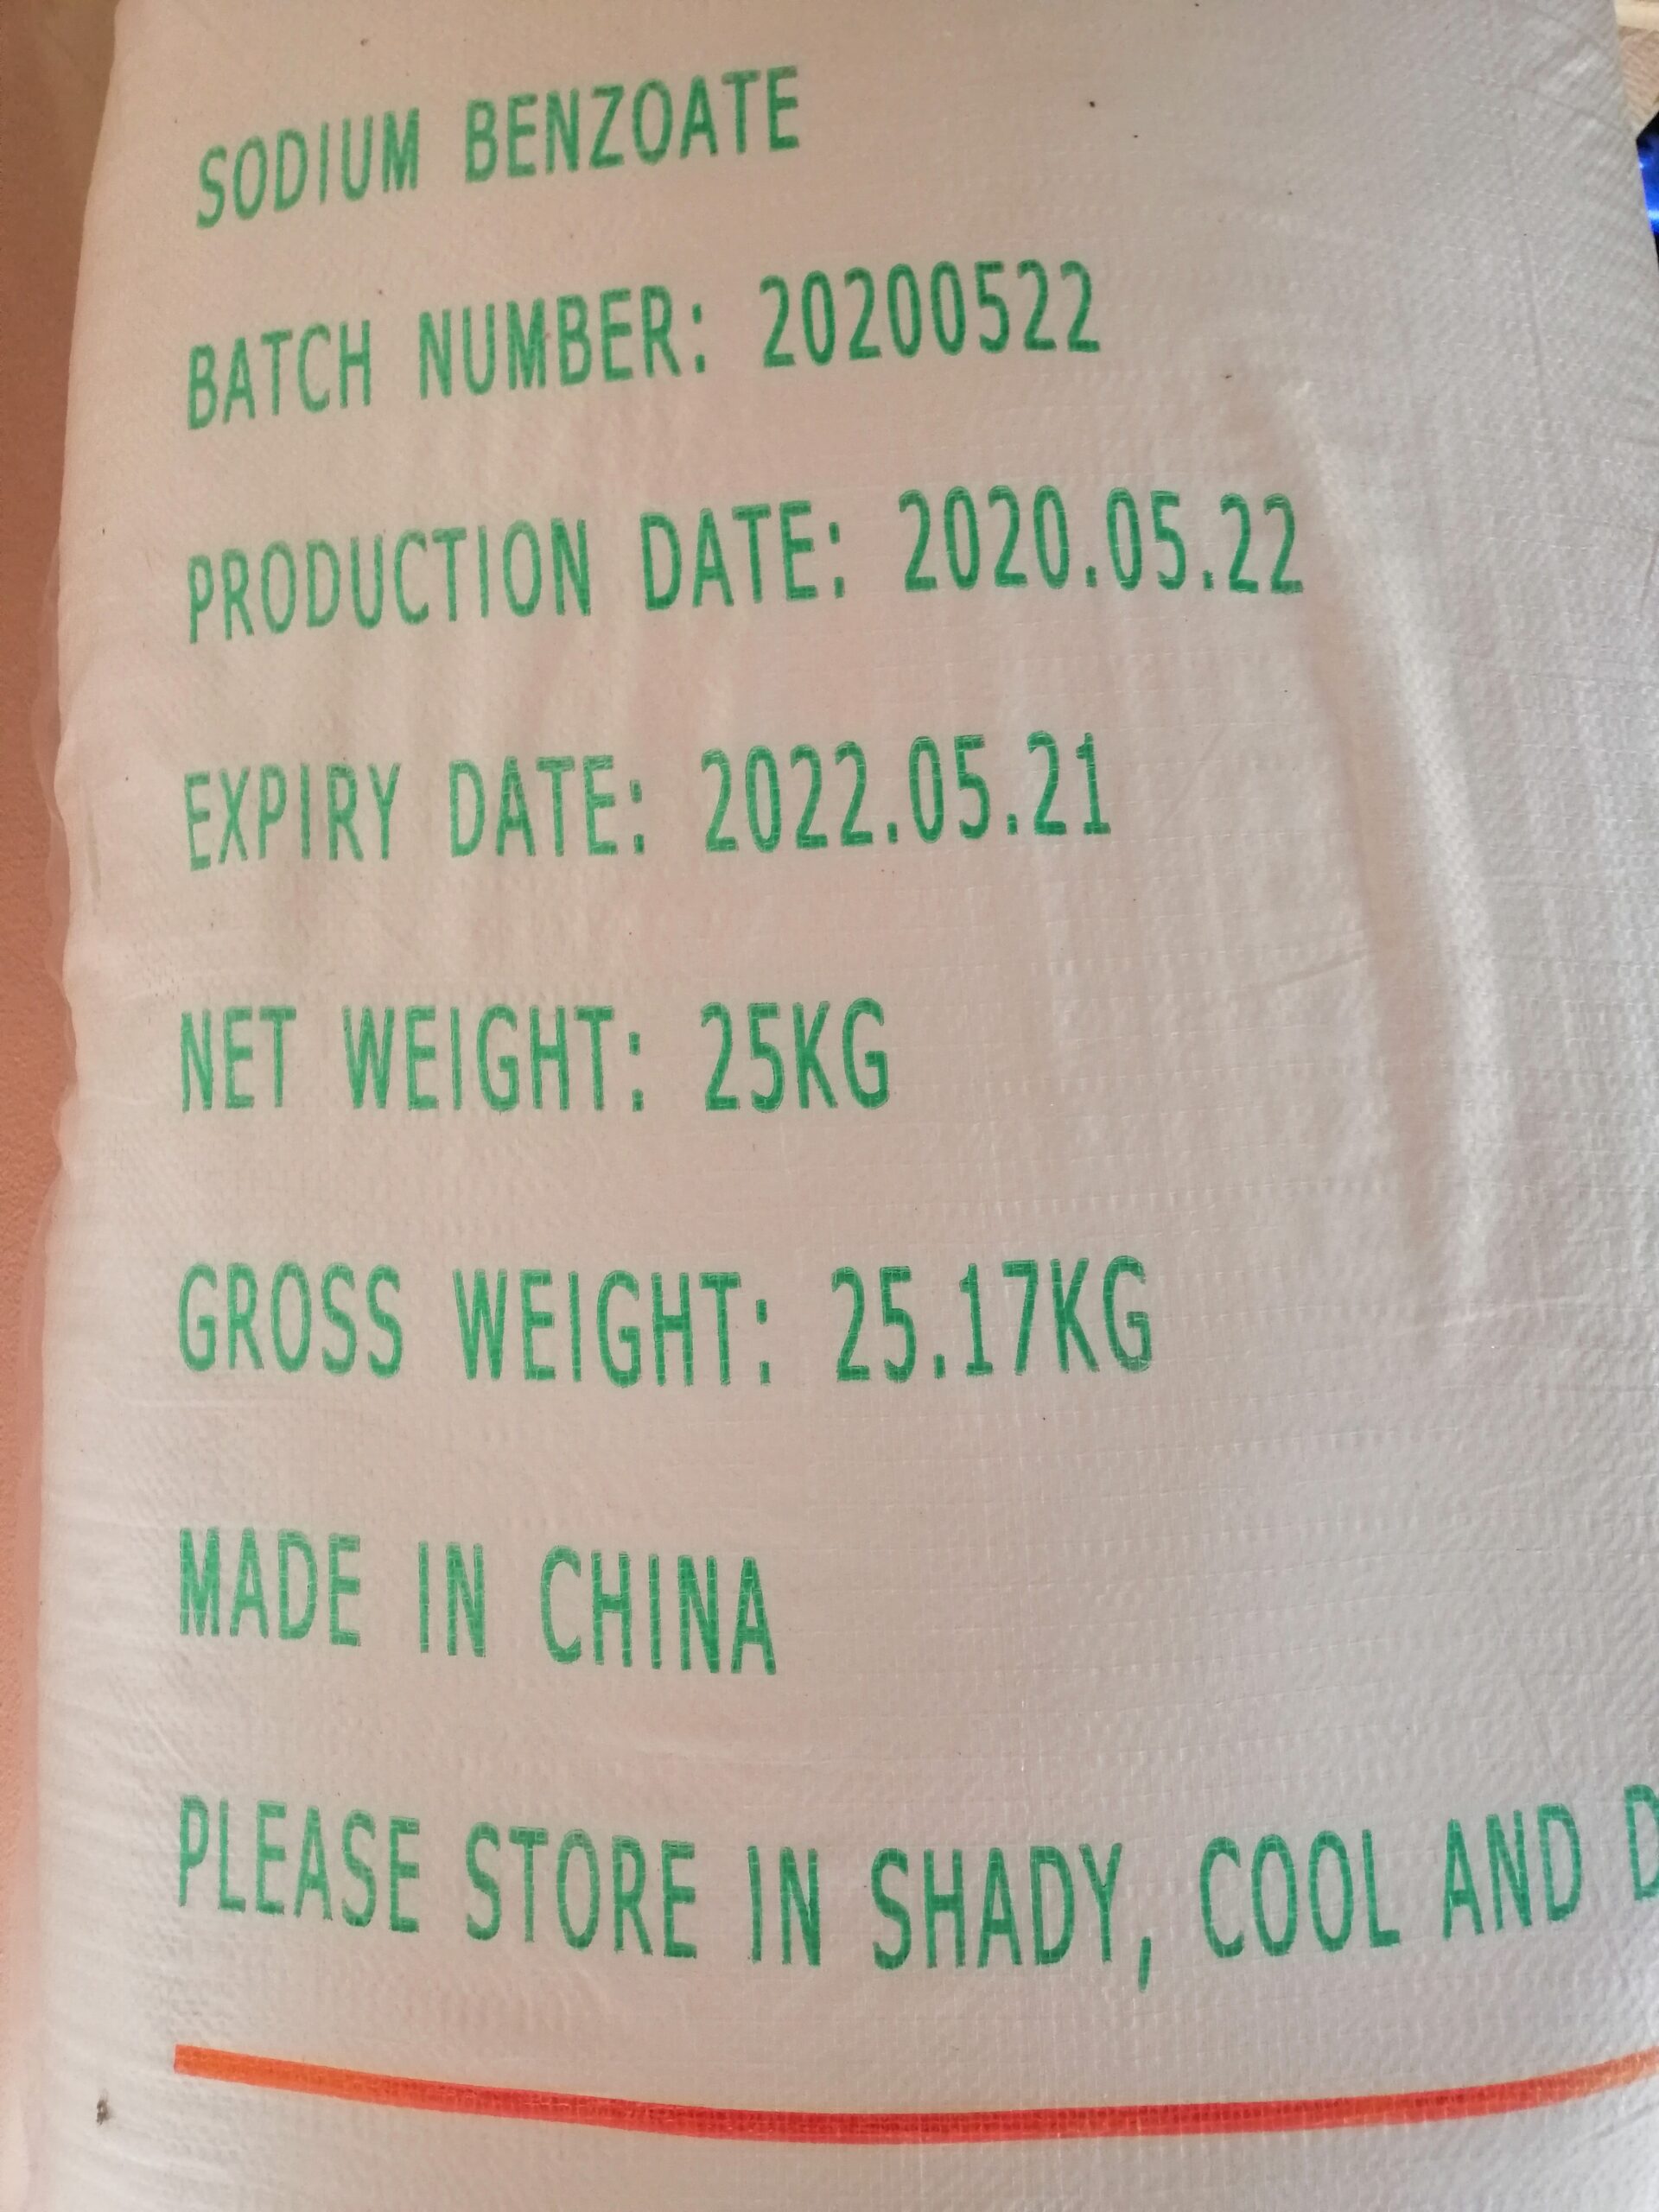 SODIUM BENZOATE
BATCH NUMBER: 20200522
PRODUCTION DATE: 2020.05.22
EXPIRY DATE: 2022.05.21
NET WEIGHT: 25KG
GROSS WEIGHT: 25.17KG
MADE IN CHINA
PLEASE STORE IN SHADY, COOL AND